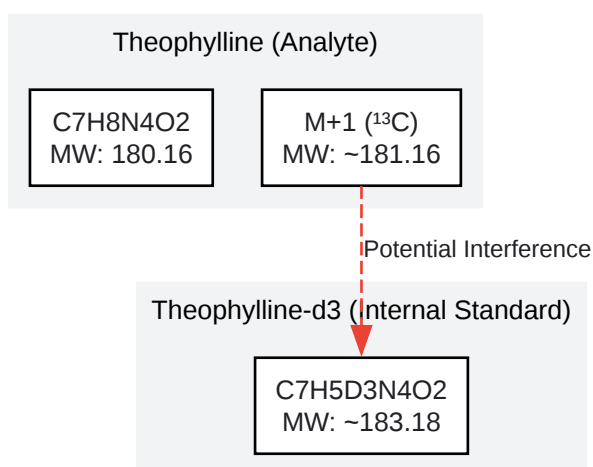 Theophylline (Analyte)
C7H8N4O2
MW: 180.16
M+1 (¹³C)
MW: ~181.16
Potential Interference
Theophylline-d3 (Internal Standard)
C7H5D3N4O2
MW: ~183.18